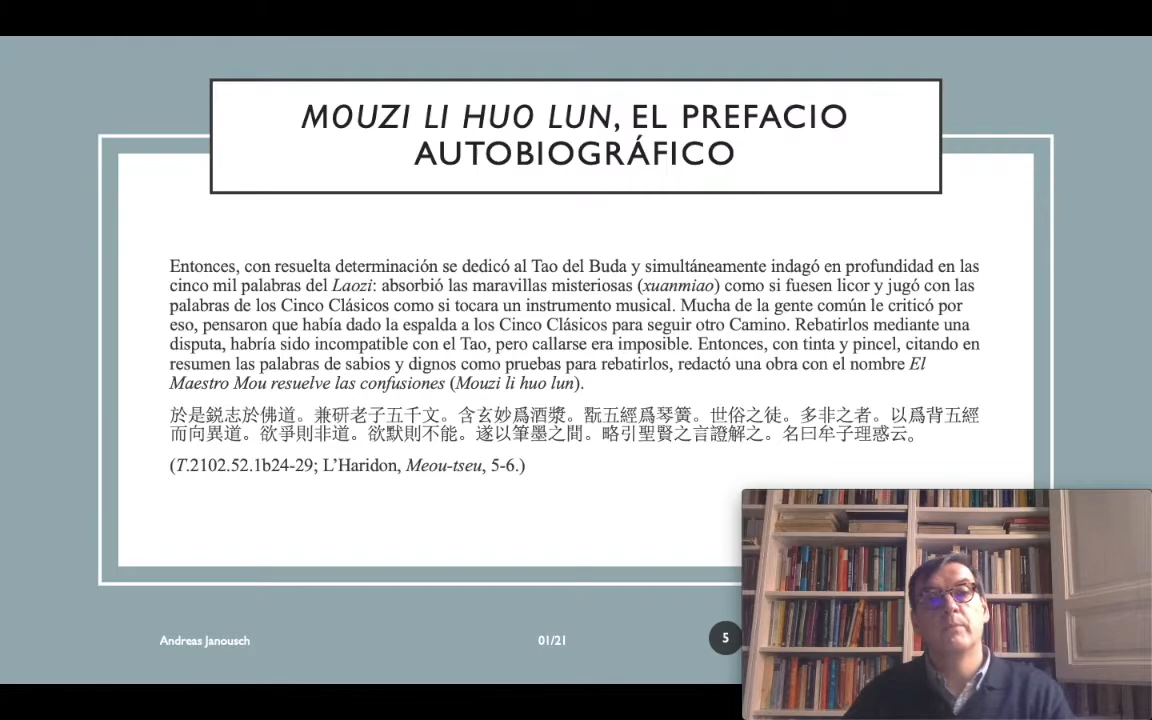 MOUZI LI HUO LUN, EL PREFACIO
AUTOBIOGRÁFICO
Entonces, con resuelta determinación se dedicó al Tao del Buda y simultáneamente indagó en profundidad en las
cinco mil palabras del Laozi: absorbió las maravillas misteriosas (xuanmiao) como si fuesen licor y jugó con las
palabras de los Cinco Clásicos como si tocara un instrumento musical. Mucha de la gente común le criticó por
eso, pensaron que había dado la espalda a los Cinco Clásicos para seguir otro Camino. Rebatirlos mediante una
disputa, habría sido incompatible con el Tao, pero callarse era imposible. Entonces, con tinta y pincel, citando en
resumen las palabras de sabios y dignos como pruebas para rebatirlos, redactó una obra con el nombre El
Maestro Mou resuelve las confusiones (Mouzi li huo lun).
於是鋭志於佛道。兼研老子五千文。含玄妙爲酒漿。翫五經爲琴簧。世俗之徒。多非之者。以爲背五經
而向異道。欲爭則非道。欲默則不能。遂以筆墨之間。略引聖賢之言證解之。名曰牟子理惑云。
(T.2102.52.1b24-29; L’Haridon, Meou-tseu, 5-6.)
Andreas Janousch
01/21
5